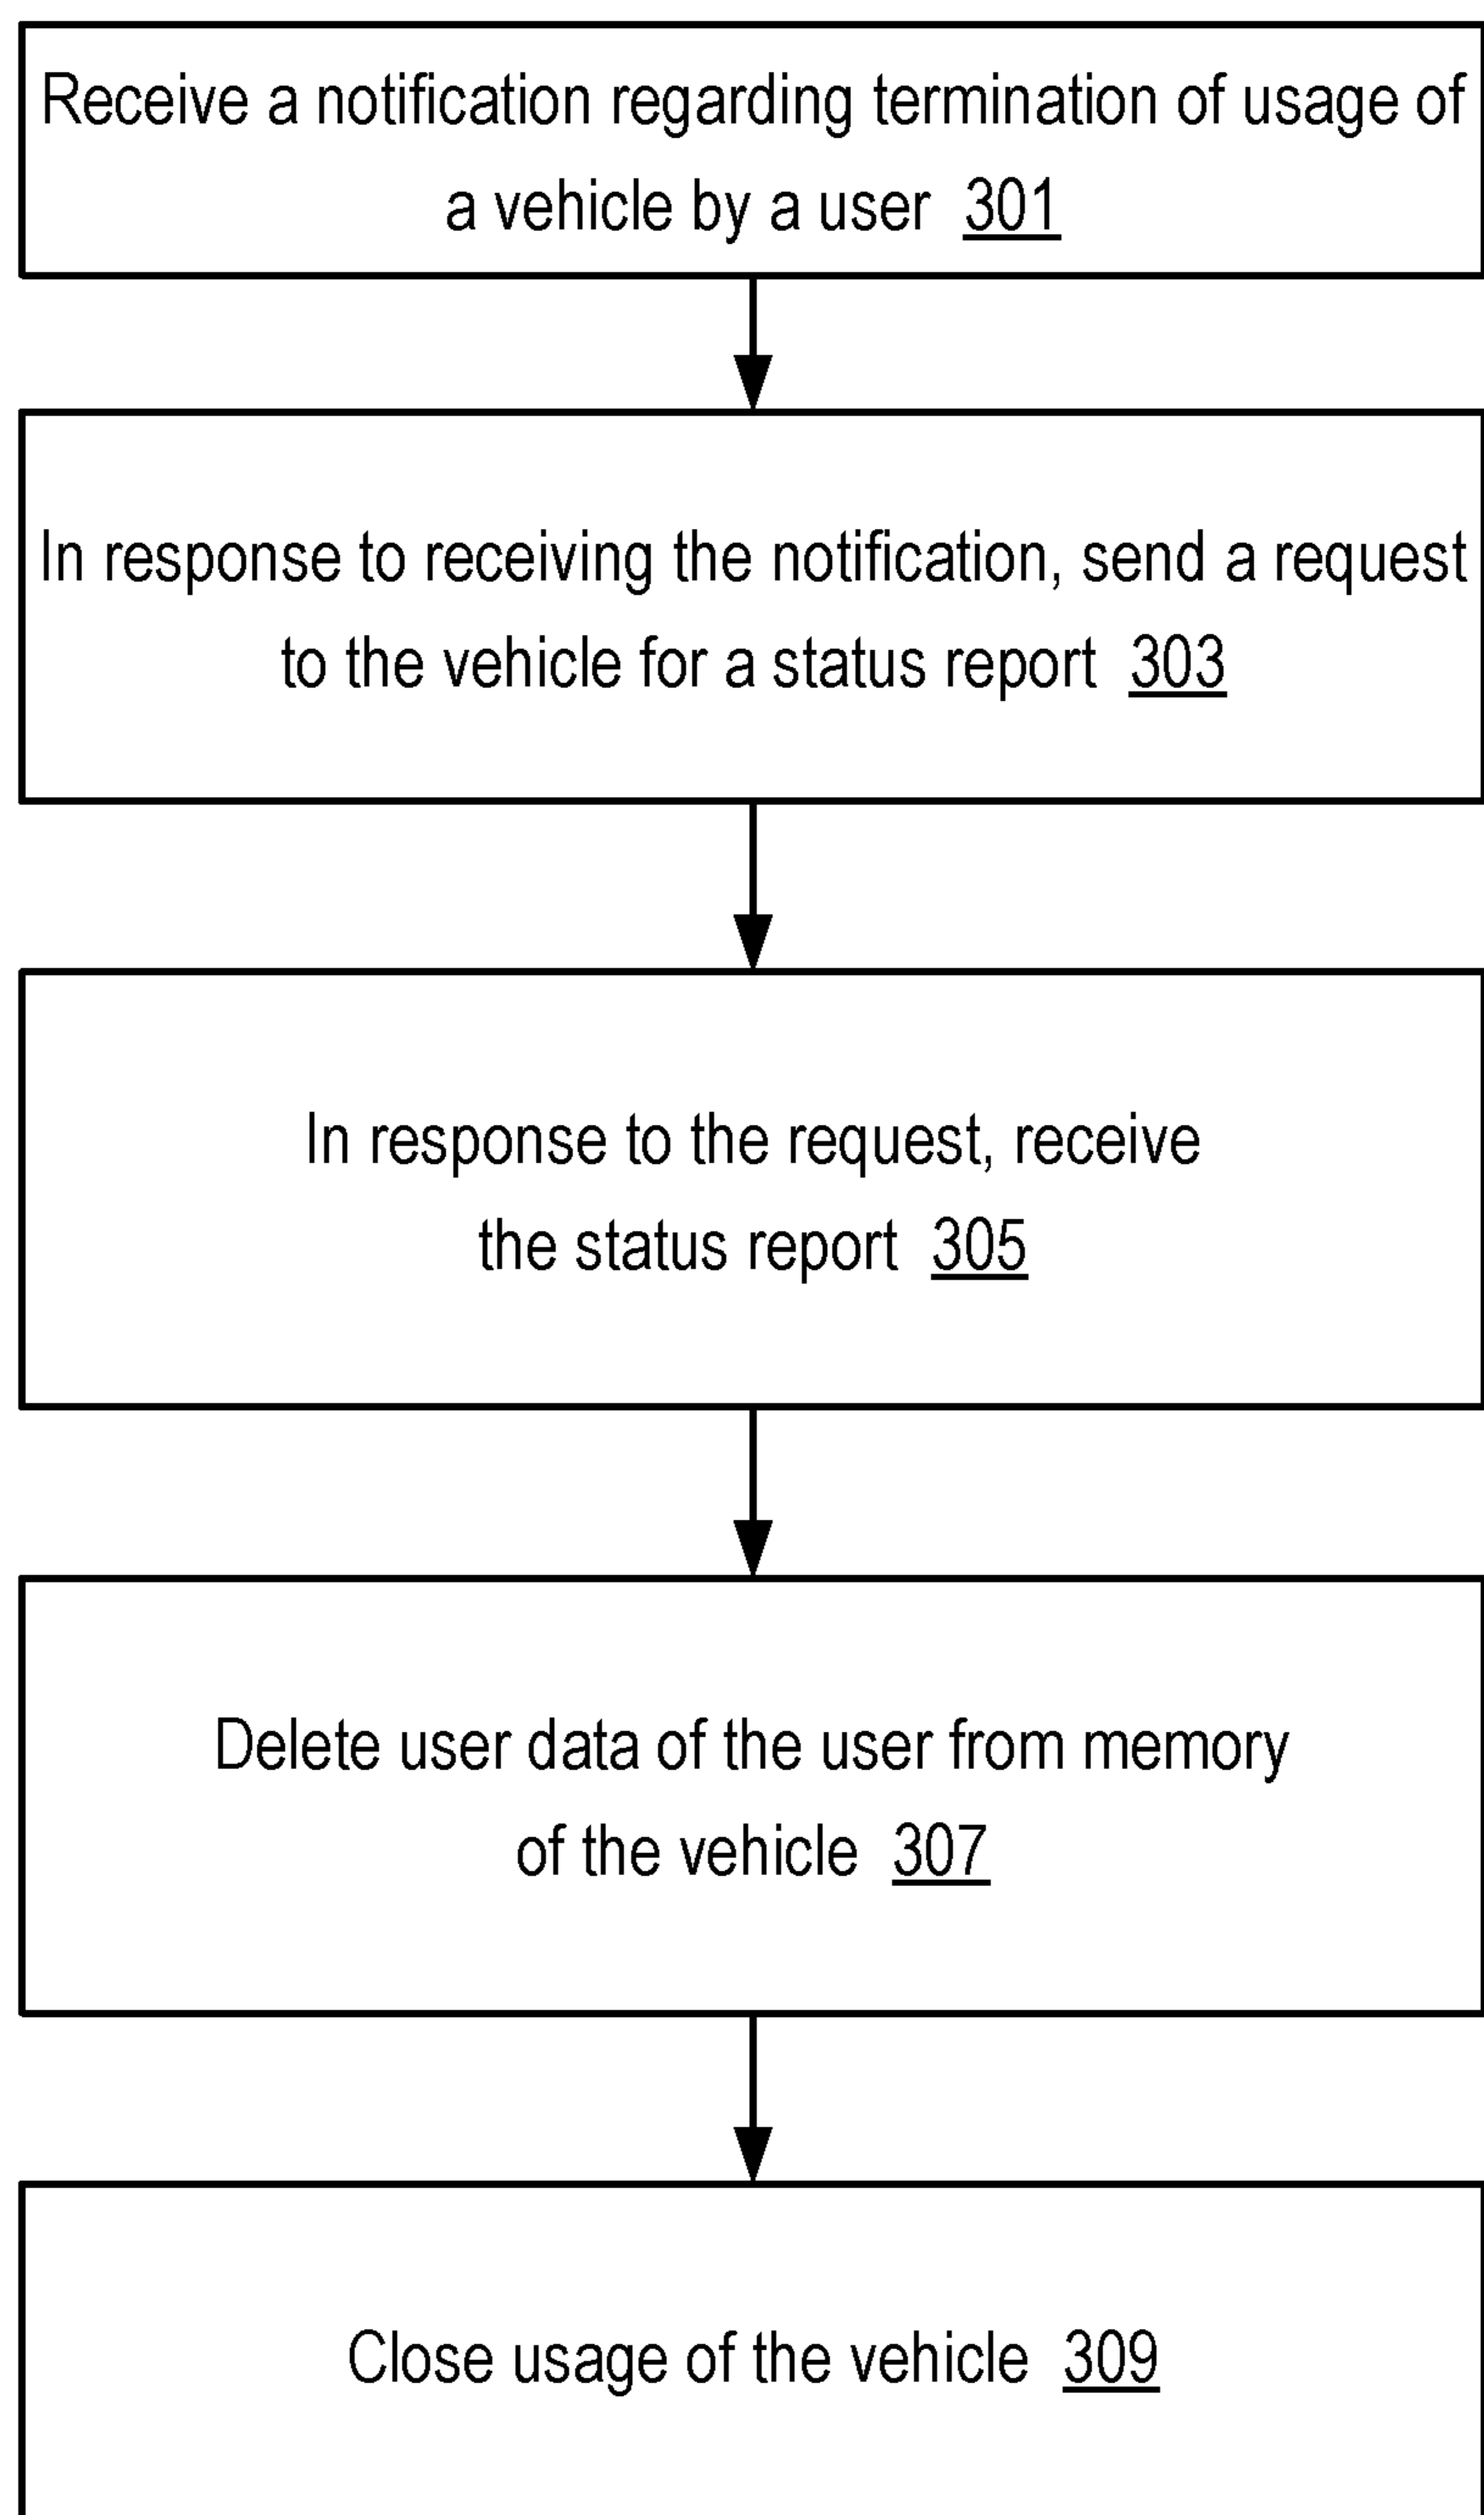 Receive a notification regarding termination of usage of
a vehicle by a user 301
In response to receiving the notification, send a request
to the vehicle for a status report 303
In response to the request, receive
the status report 305
Delete user data of the user from memory
of the vehicle 307
Close usage of the vehicle 309